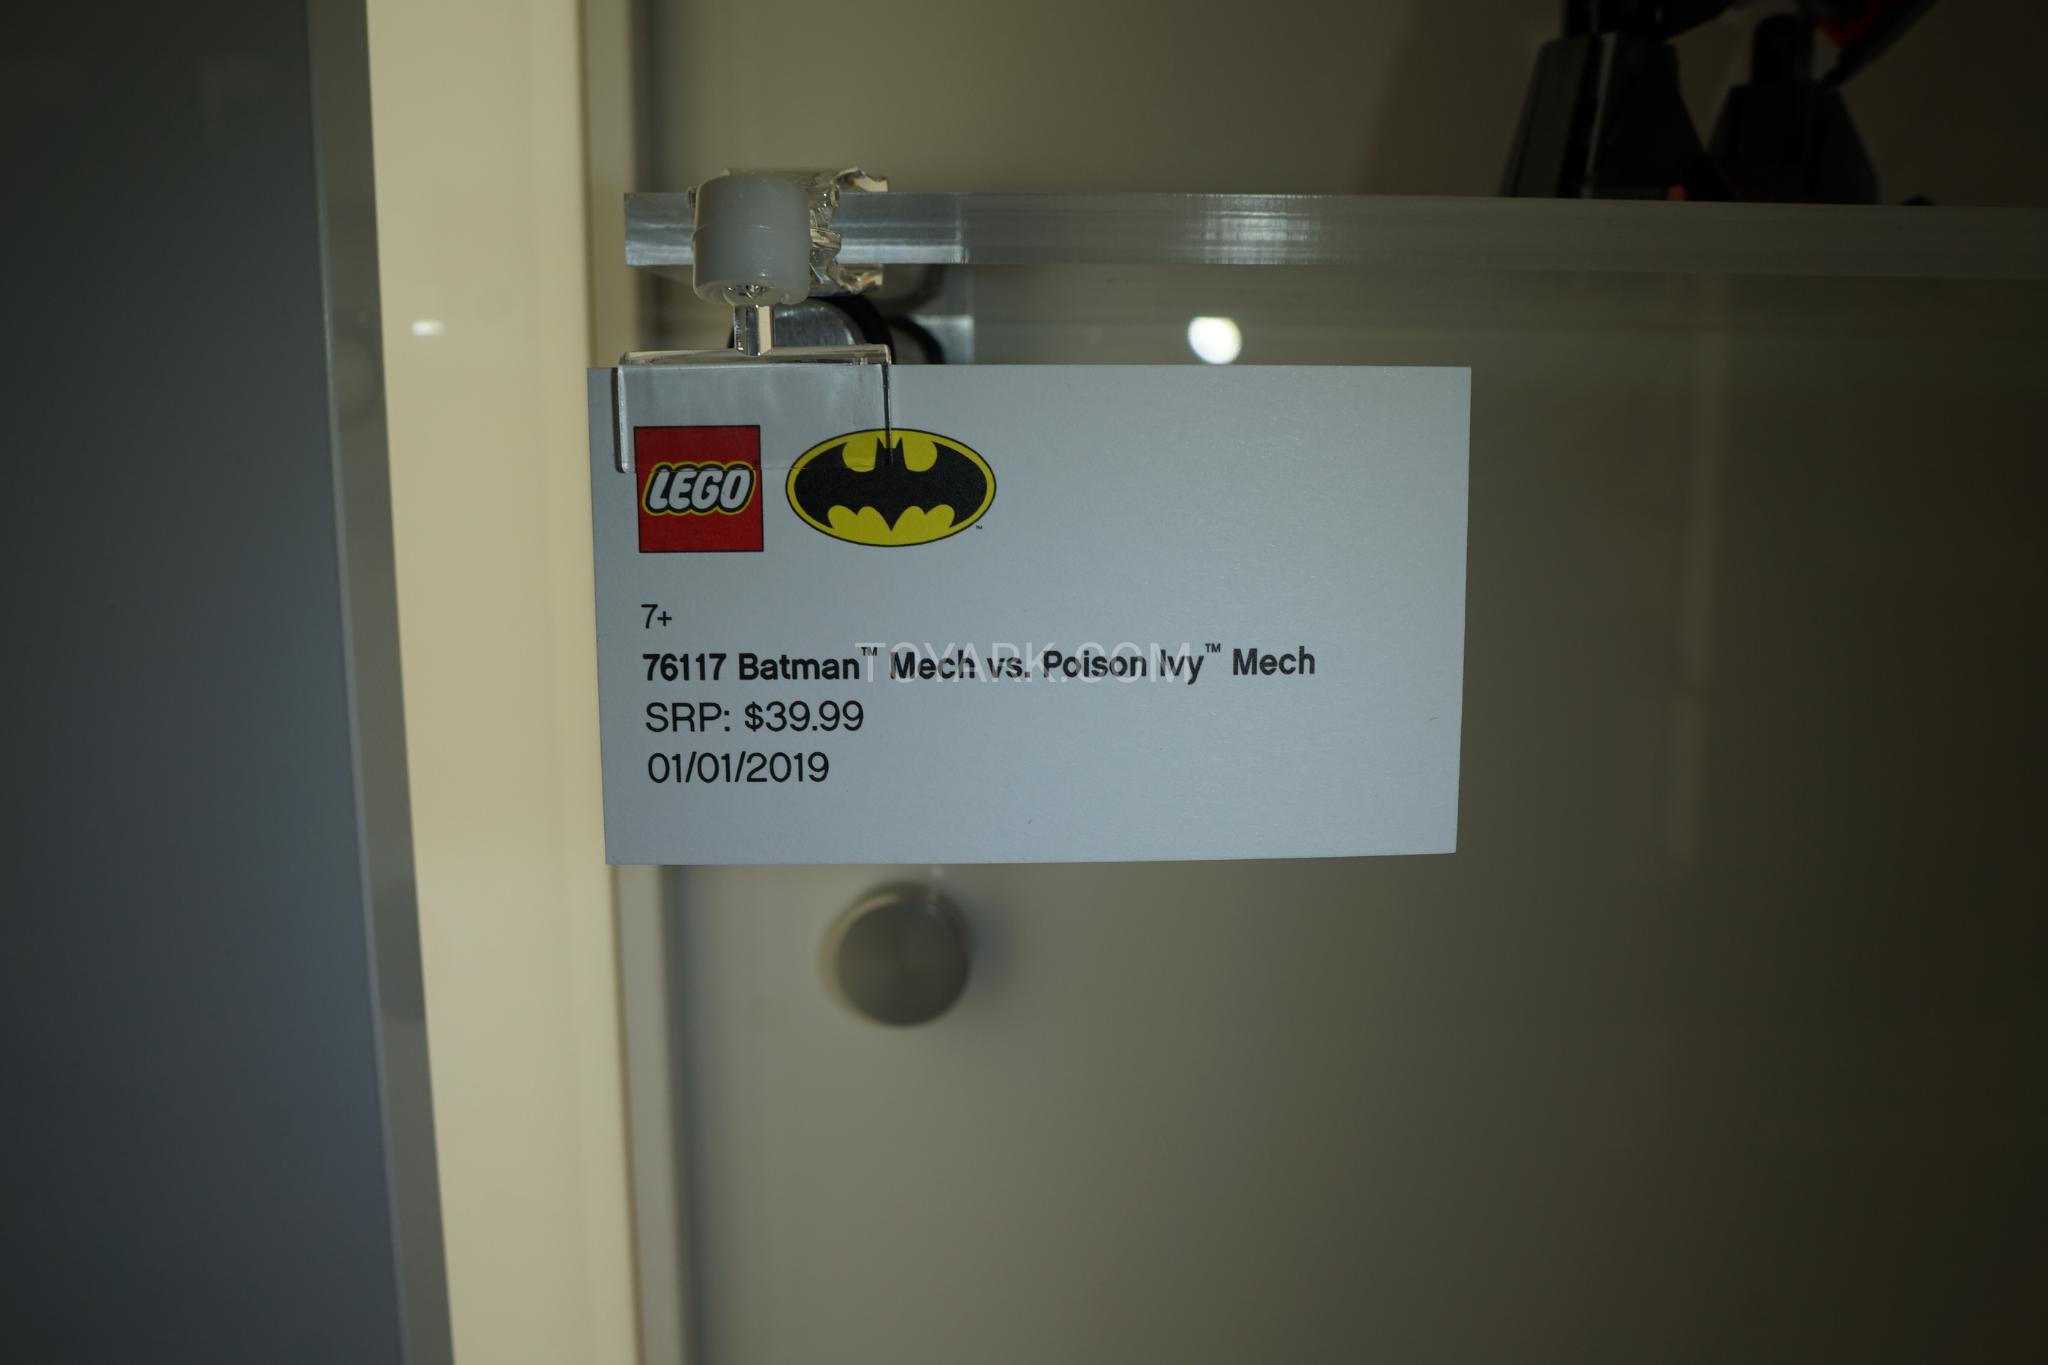 LEGO
7+
76117 Batman™ Mech vs. Poison Ivy™ Mech
TOYARK.COM
SRP: $39.99
01/01/2019